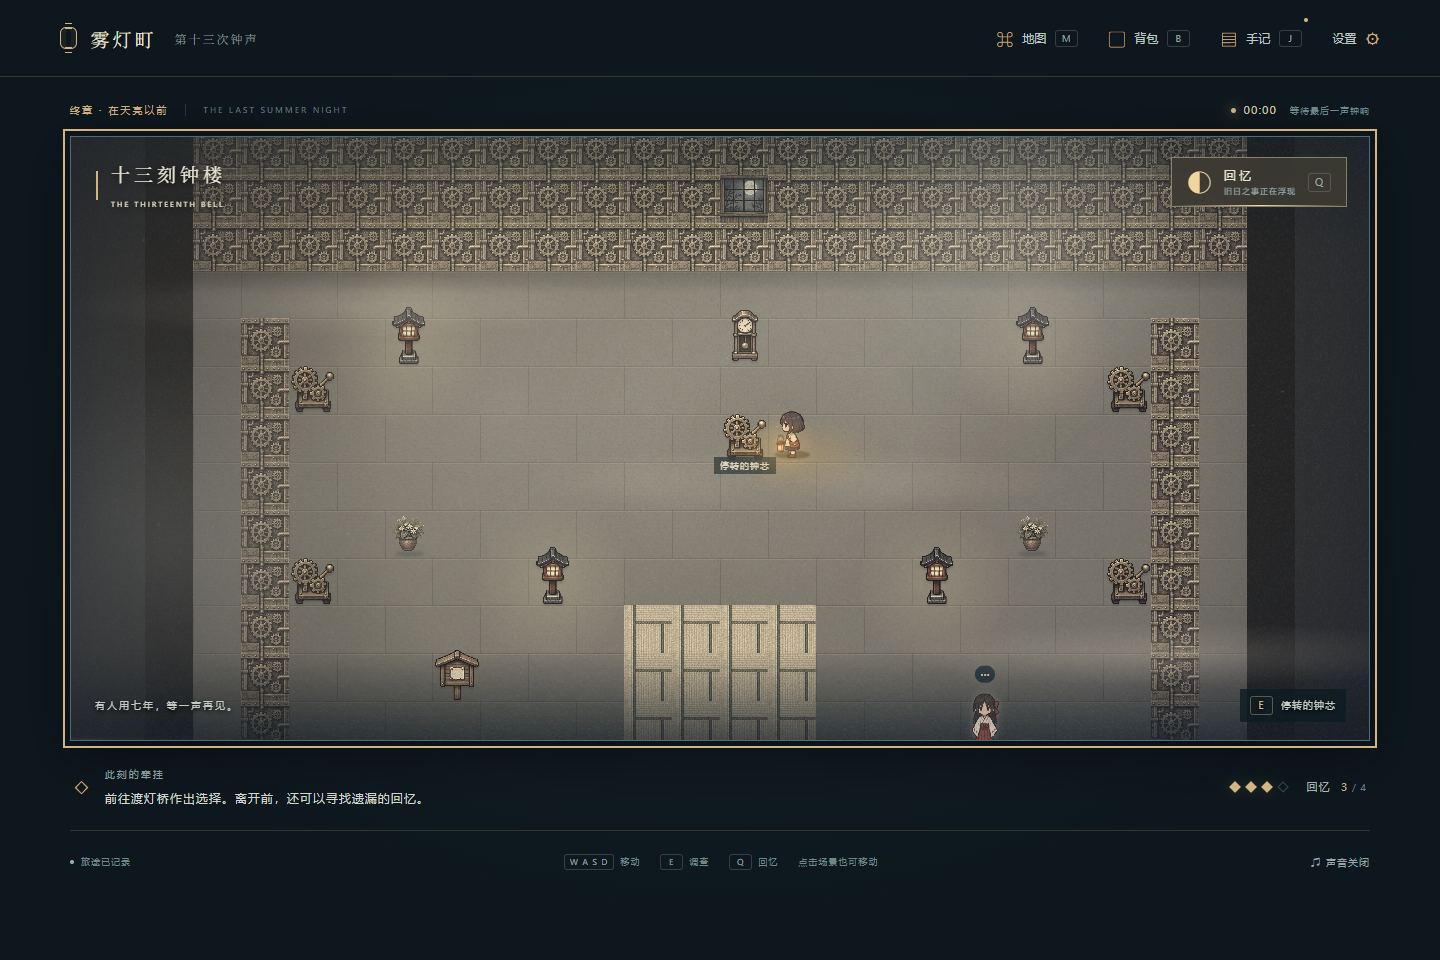 雾灯町 第十三次钟声 地图 M 背包 B 手记 J 设置
终章 · 在天亮以前 THE LAST SUMMER NIGHT 00:00 等待最后一声钟响
十三刻钟楼
THE THIRTEENTH BELL
回忆
旧日之事正在浮现 Q
停转的钟芯
...
有人用七年，等一声再见。
E 停转的钟芯
此刻的牵挂
前往渡灯桥作出选择。离开前，还可以寻找遗漏的回忆。
回忆 3 / 4
旅途已记录 WASD 移动 E 调查 Q 回忆 点击场景也可移动 声音关闭